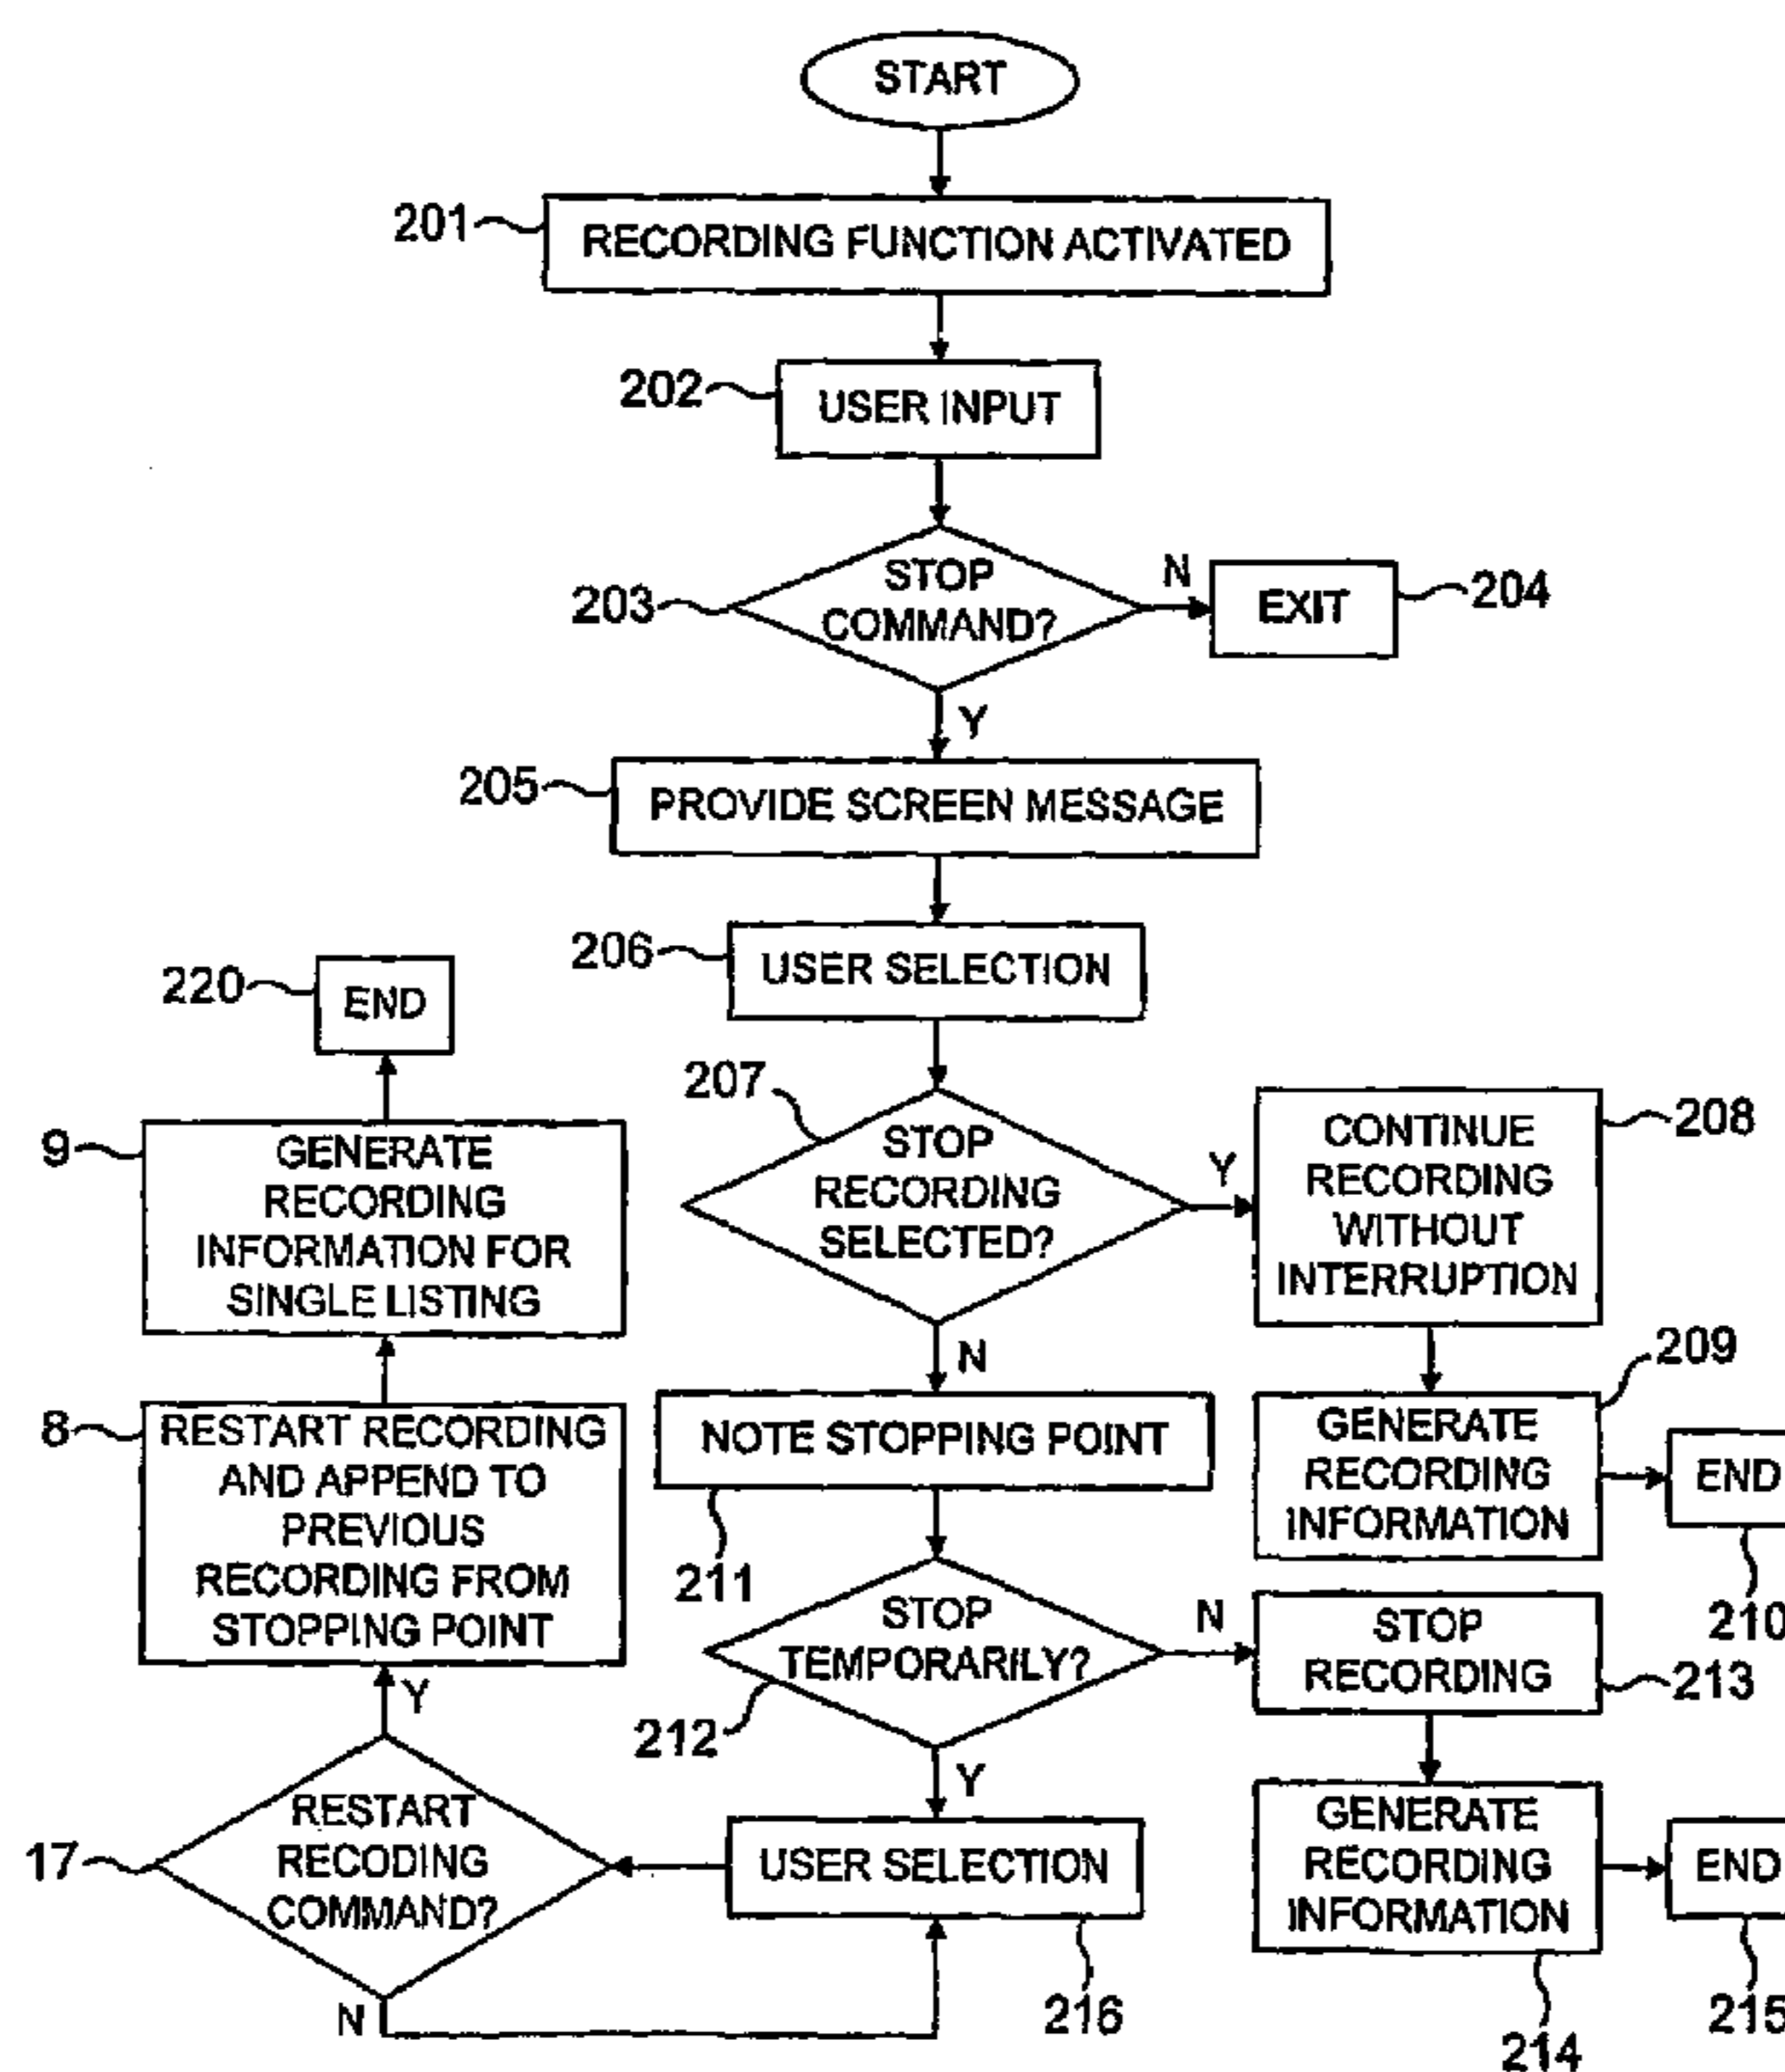 START
201
RECORDING FUNCTION ACTIVATED
202
USER INPUT
203
STOP
COMMAND?
N
EXIT
204
Y
205
PROVIDE SCREEN MESSAGE
206
USER SELECTION
207
STOP
RECORDING
SELECTED?
Y
CONTINUE
RECORDING
WITHOUT
INTERRUPTION
208
209
GENERATE
RECORDING
INFORMATION
END
210
N
NOTE STOPPING POINT
211
STOP
TEMPORARILY?
212
N
STOP
RECORDING
213
GENERATE
RECORDING
INFORMATION
214
END
215
Y
USER SELECTION
216
17
RESTART
RECODING
COMMAND?
N
Y
8
RESTART RECORDING
AND APPEND TO
PREVIOUS
RECORDING FROM
STOPPING POINT
9
GENERATE
RECORDING
INFORMATION FOR
SINGLE LISTING
220
END